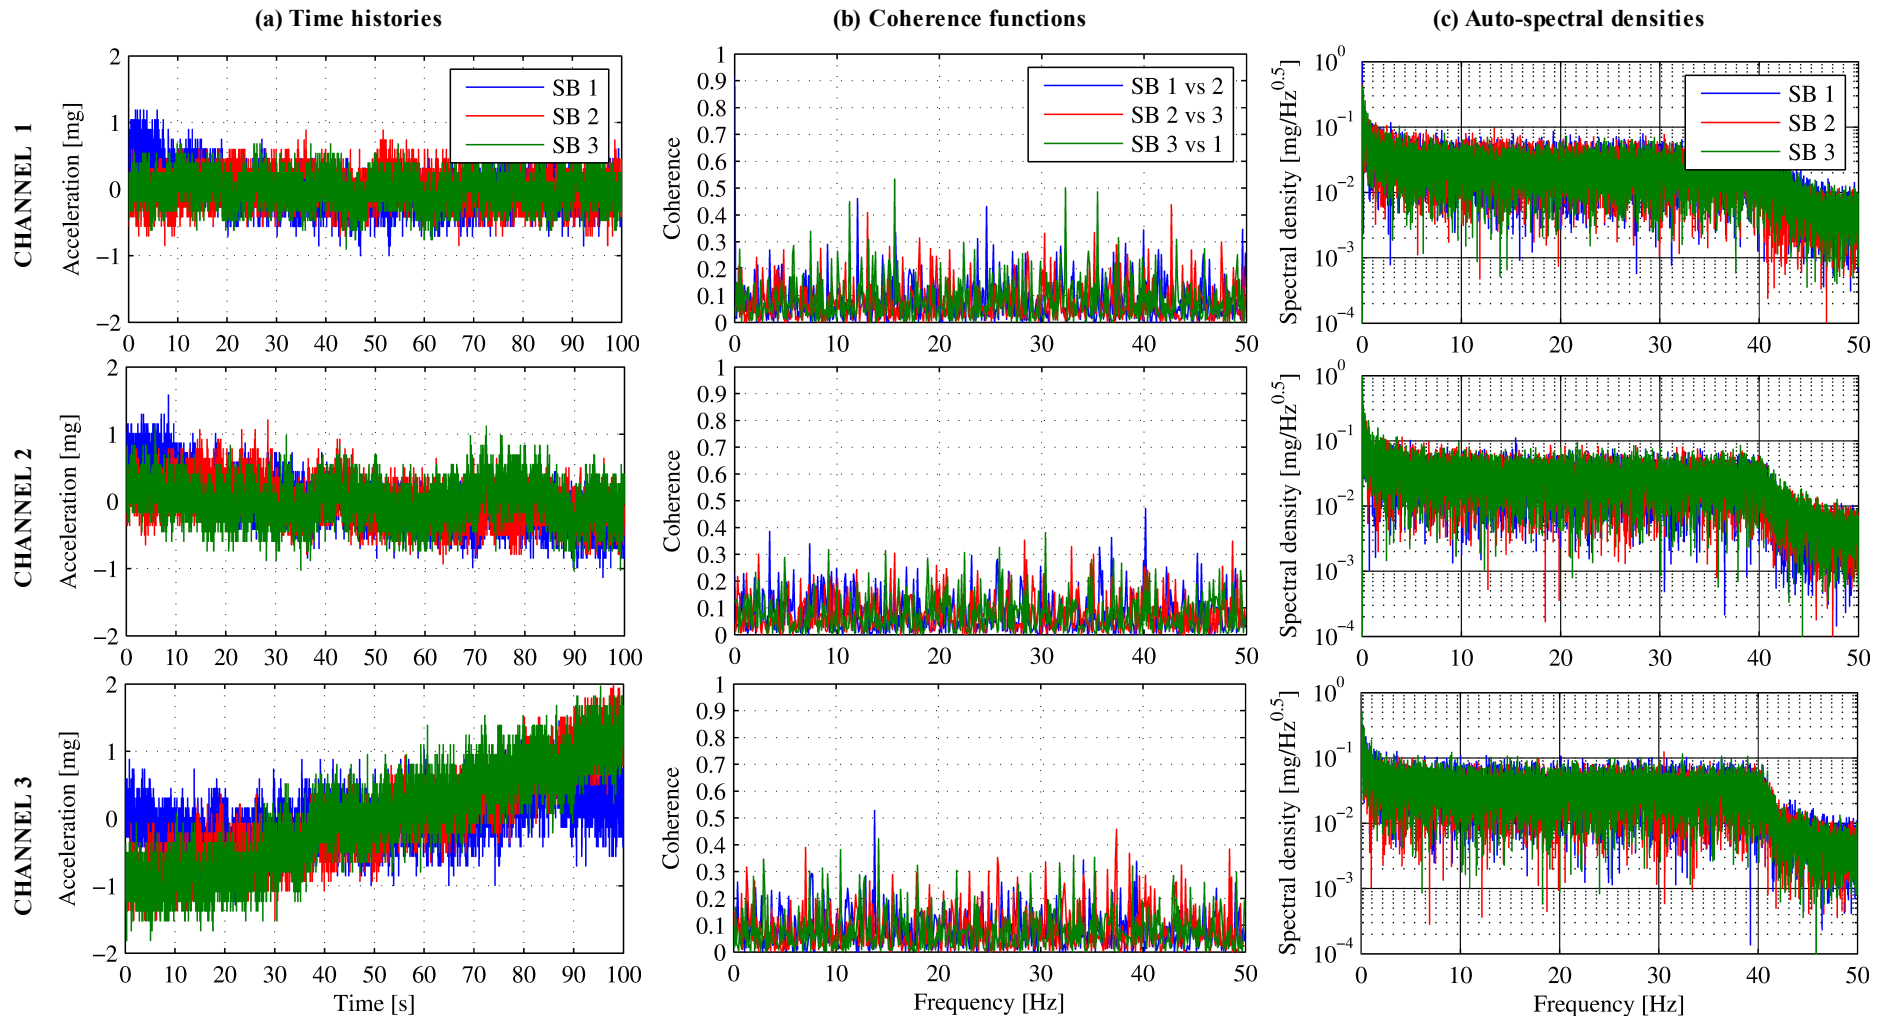 (a) Time histories
(b) Coherence functions
(c) Auto-spectral densities
CHANNEL 1
Acceleration [mg]
2
1
0
−1
−2
0 10 20 30 40 50 60 70 80 90 100
SB 1
SB 2
SB 3
Coherence
1
0.9
0.8
0.7
0.6
0.5
0.4
0.3
0.2
0.1
0
0 10 20 30 40 50
SB 1 vs 2
SB 2 vs 3
SB 3 vs 1
Spectral density [mg/Hz^0.5]
10^0
10^−1
10^−2
10^−3
10^−4
0 10 20 30 40 50
SB 1
SB 2
SB 3
CHANNEL 2
Acceleration [mg]
2
1
0
−1
−2
0 10 20 30 40 50 60 70 80 90 100
Coherence
1
0.9
0.8
0.7
0.6
0.5
0.4
0.3
0.2
0.1
0
0 10 20 30 40 50
Spectral density [mg/Hz^0.5]
10^0
10^−1
10^−2
10^−3
10^−4
0 10 20 30 40 50
CHANNEL 3
Acceleration [mg]
2
1
0
−1
−2
0 10 20 30 40 50 60 70 80 90 100
Time [s]
Coherence
1
0.9
0.8
0.7
0.6
0.5
0.4
0.3
0.2
0.1
0
0 10 20 30 40 50
Frequency [Hz]
Spectral density [mg/Hz^0.5]
10^0
10^−1
10^−2
10^−3
10^−4
0 10 20 30 40 50
Frequency [Hz]